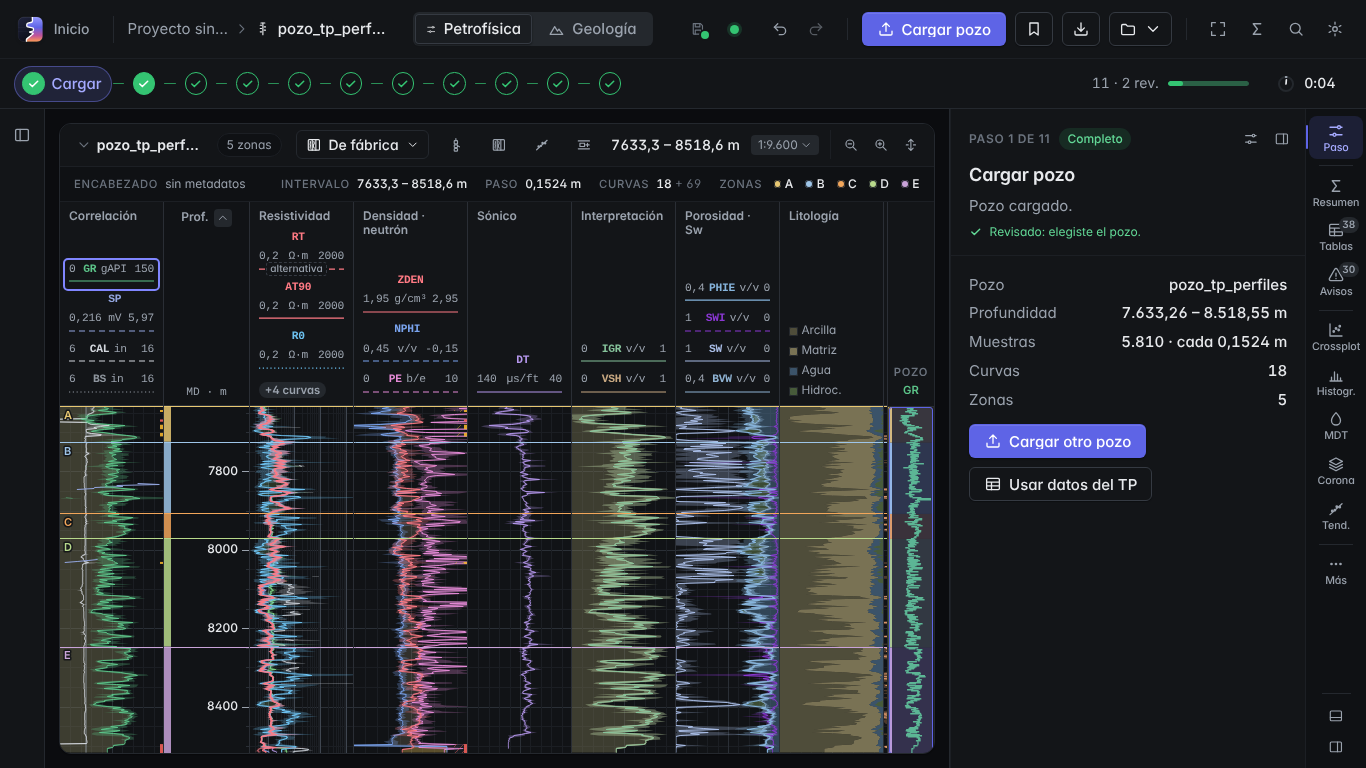 Inicio
Proyecto sin...
pozo_tp_perf...
Petrofísica
Geología
Cargar pozo
Cargar
11 · 2 rev.
0:04
pozo_tp_perf...
5 zonas
De fábrica
7633,3 – 8518,6 m
1:9.600
ENCABEZADO sin metadatos
INTERVALO 7633,3 – 8518,6 m
PASO 0,1524 m
CURVAS 18 + 69
ZONAS A B C D E
Correlación
0 GR gAPI 150
SP
0,216 mV 5,97
6 CAL in 16
6 BS in 16
Prof.
MD · m
Resistividad
RT
0,2 Ω·m 2000
alternativa
AT90
0,2 Ω·m 2000
R0
0,2 Ω·m 2000
+4 curvas
Densidad ·
neutrón
ZDEN
1,95 g/cm³ 2,95
NPHI
0,45 v/v -0,15
0 PE b/e 10
Sónico
DT
140 µs/ft 40
Interpretación
0 IGR v/v 1
0 VSH v/v 1
Porosidad ·
Sw
0,4 PHIE v/v 0
1 SWI v/v 0
1 SW v/v 0
0,4 BVW v/v 0
Litología
Arcilla
Matriz
Agua
Hidroc.
POZO
GR
A
B
C
D
E
7800
8000
8200
8400
PASO 1 DE 11
Completo
Cargar pozo
Pozo cargado.
Revisado: elegiste el pozo.
Pozo pozo_tp_perfiles
Profundidad 7.633,26 – 8.518,55 m
Muestras 5.810 · cada 0,1524 m
Curvas 18
Zonas 5
Cargar otro pozo
Usar datos del TP
Paso
Resumen
38
Tablas
30
Avisos
Crossplot
Histogr.
MDT
Corona
Tend.
Más